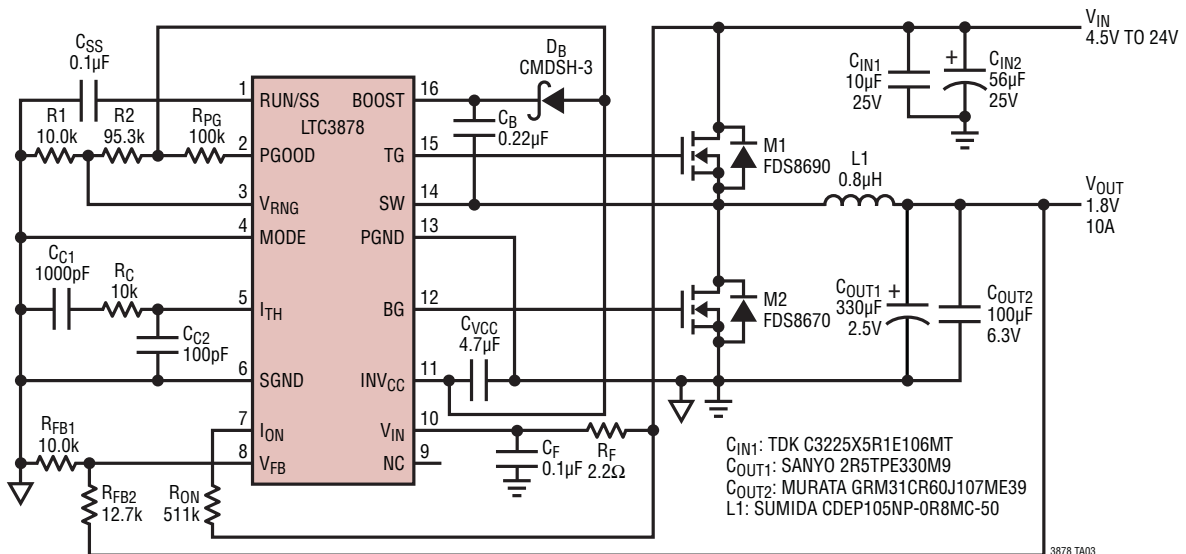 CSS
0.1µF
DB
CMDSH-3
VIN
4.5V TO 24V
CIN1
10µF
25V
+
CIN2
56µF
25V
R1
10.0k
R2
95.3k
RPG
100k
1
2
3
4
5
6
7
8
RUN/SS
PGOOD
VRNG
MODE
ITH
SGND
ION
VFB
LTC3878
BOOST
TG
SW
PGND
BG
INVCC
VIN
NC
16
15
14
13
12
11
10
9
CB
0.22µF
M1
FDS8690
L1
0.8µH
VOUT
1.8V
10A
CC1
1000pF
RC
10k
CC2
100pF
CVCC
4.7µF
M2
FDS8670
COUT1
330µF
2.5V
+
COUT2
100µF
6.3V
RFB1
10.0k
RFB2
12.7k
RON
511k
CF
0.1µF
RF
2.2Ω
CIN1: TDK C3225X5R1E106MT
COUT1: SANYO 2R5TPE330M9
COUT2: MURATA GRM31CR60J107ME39
L1: SUMIDA CDEP105NP-0R8MC-50
3878 TA03